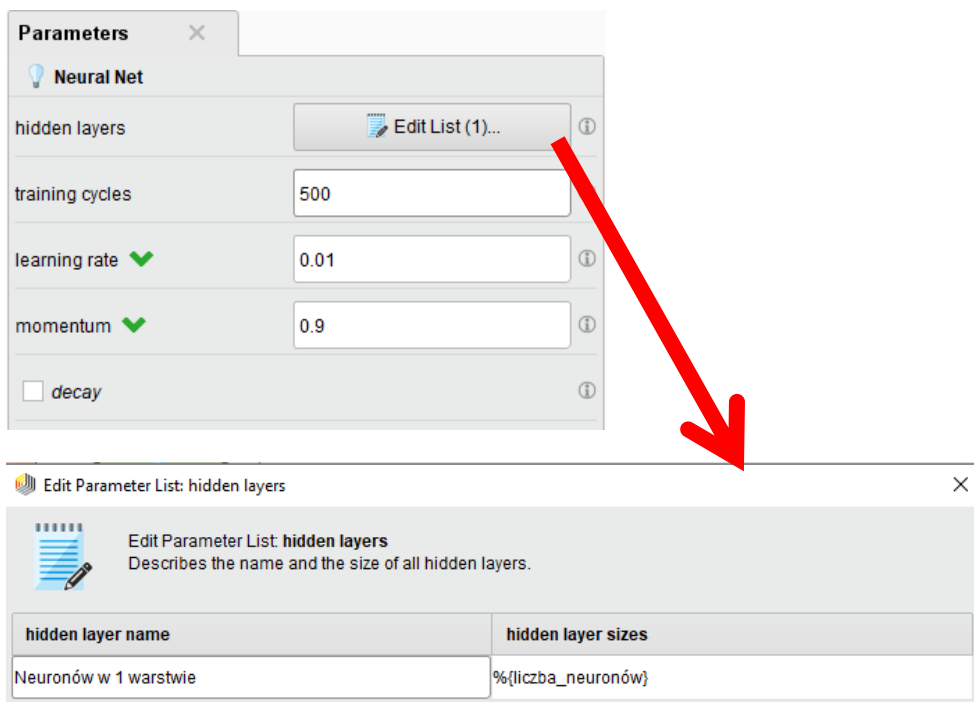 Parameters
Neural Net
hidden layers
Edit List (1)...
training cycles
500
learning rate
0.01
momentum
0.9
decay
Edit Parameter List: hidden layers
Edit Parameter List: hidden layers
Describes the name and the size of all hidden layers.
hidden layer name hidden layer sizes
Neuronów w 1 warstwie %{liczba_neuronów}